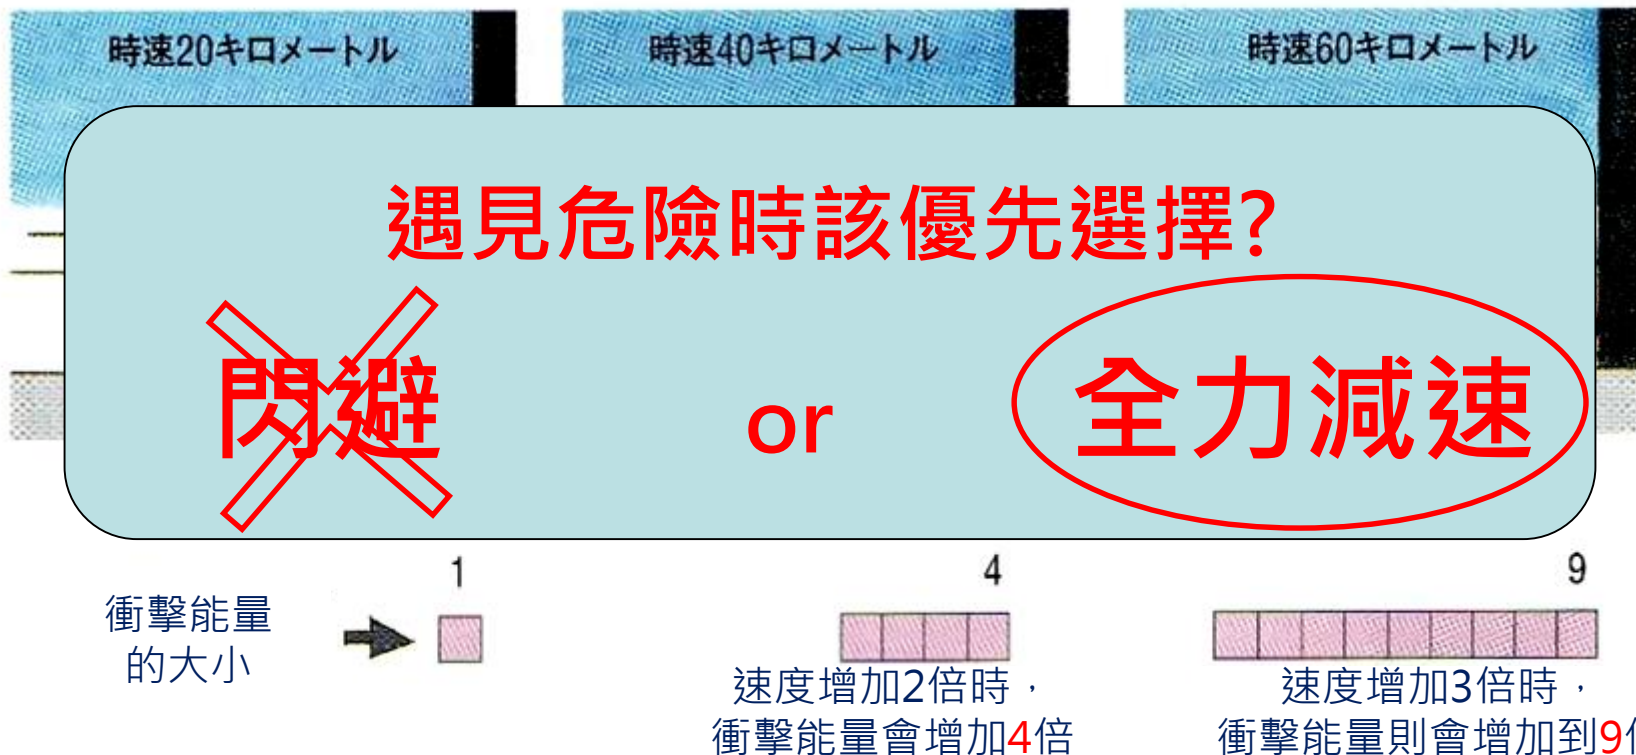 時速20キロメートル
時速40キロメートル
時速60キロメートル
遇見危險時該優先選擇?
閃避
or
全力減速
1
4
9
衝擊能量
的大小
速度增加2倍時，
衝擊能量會增加4倍
速度增加3倍時，
衝擊能量則會增加到9倍